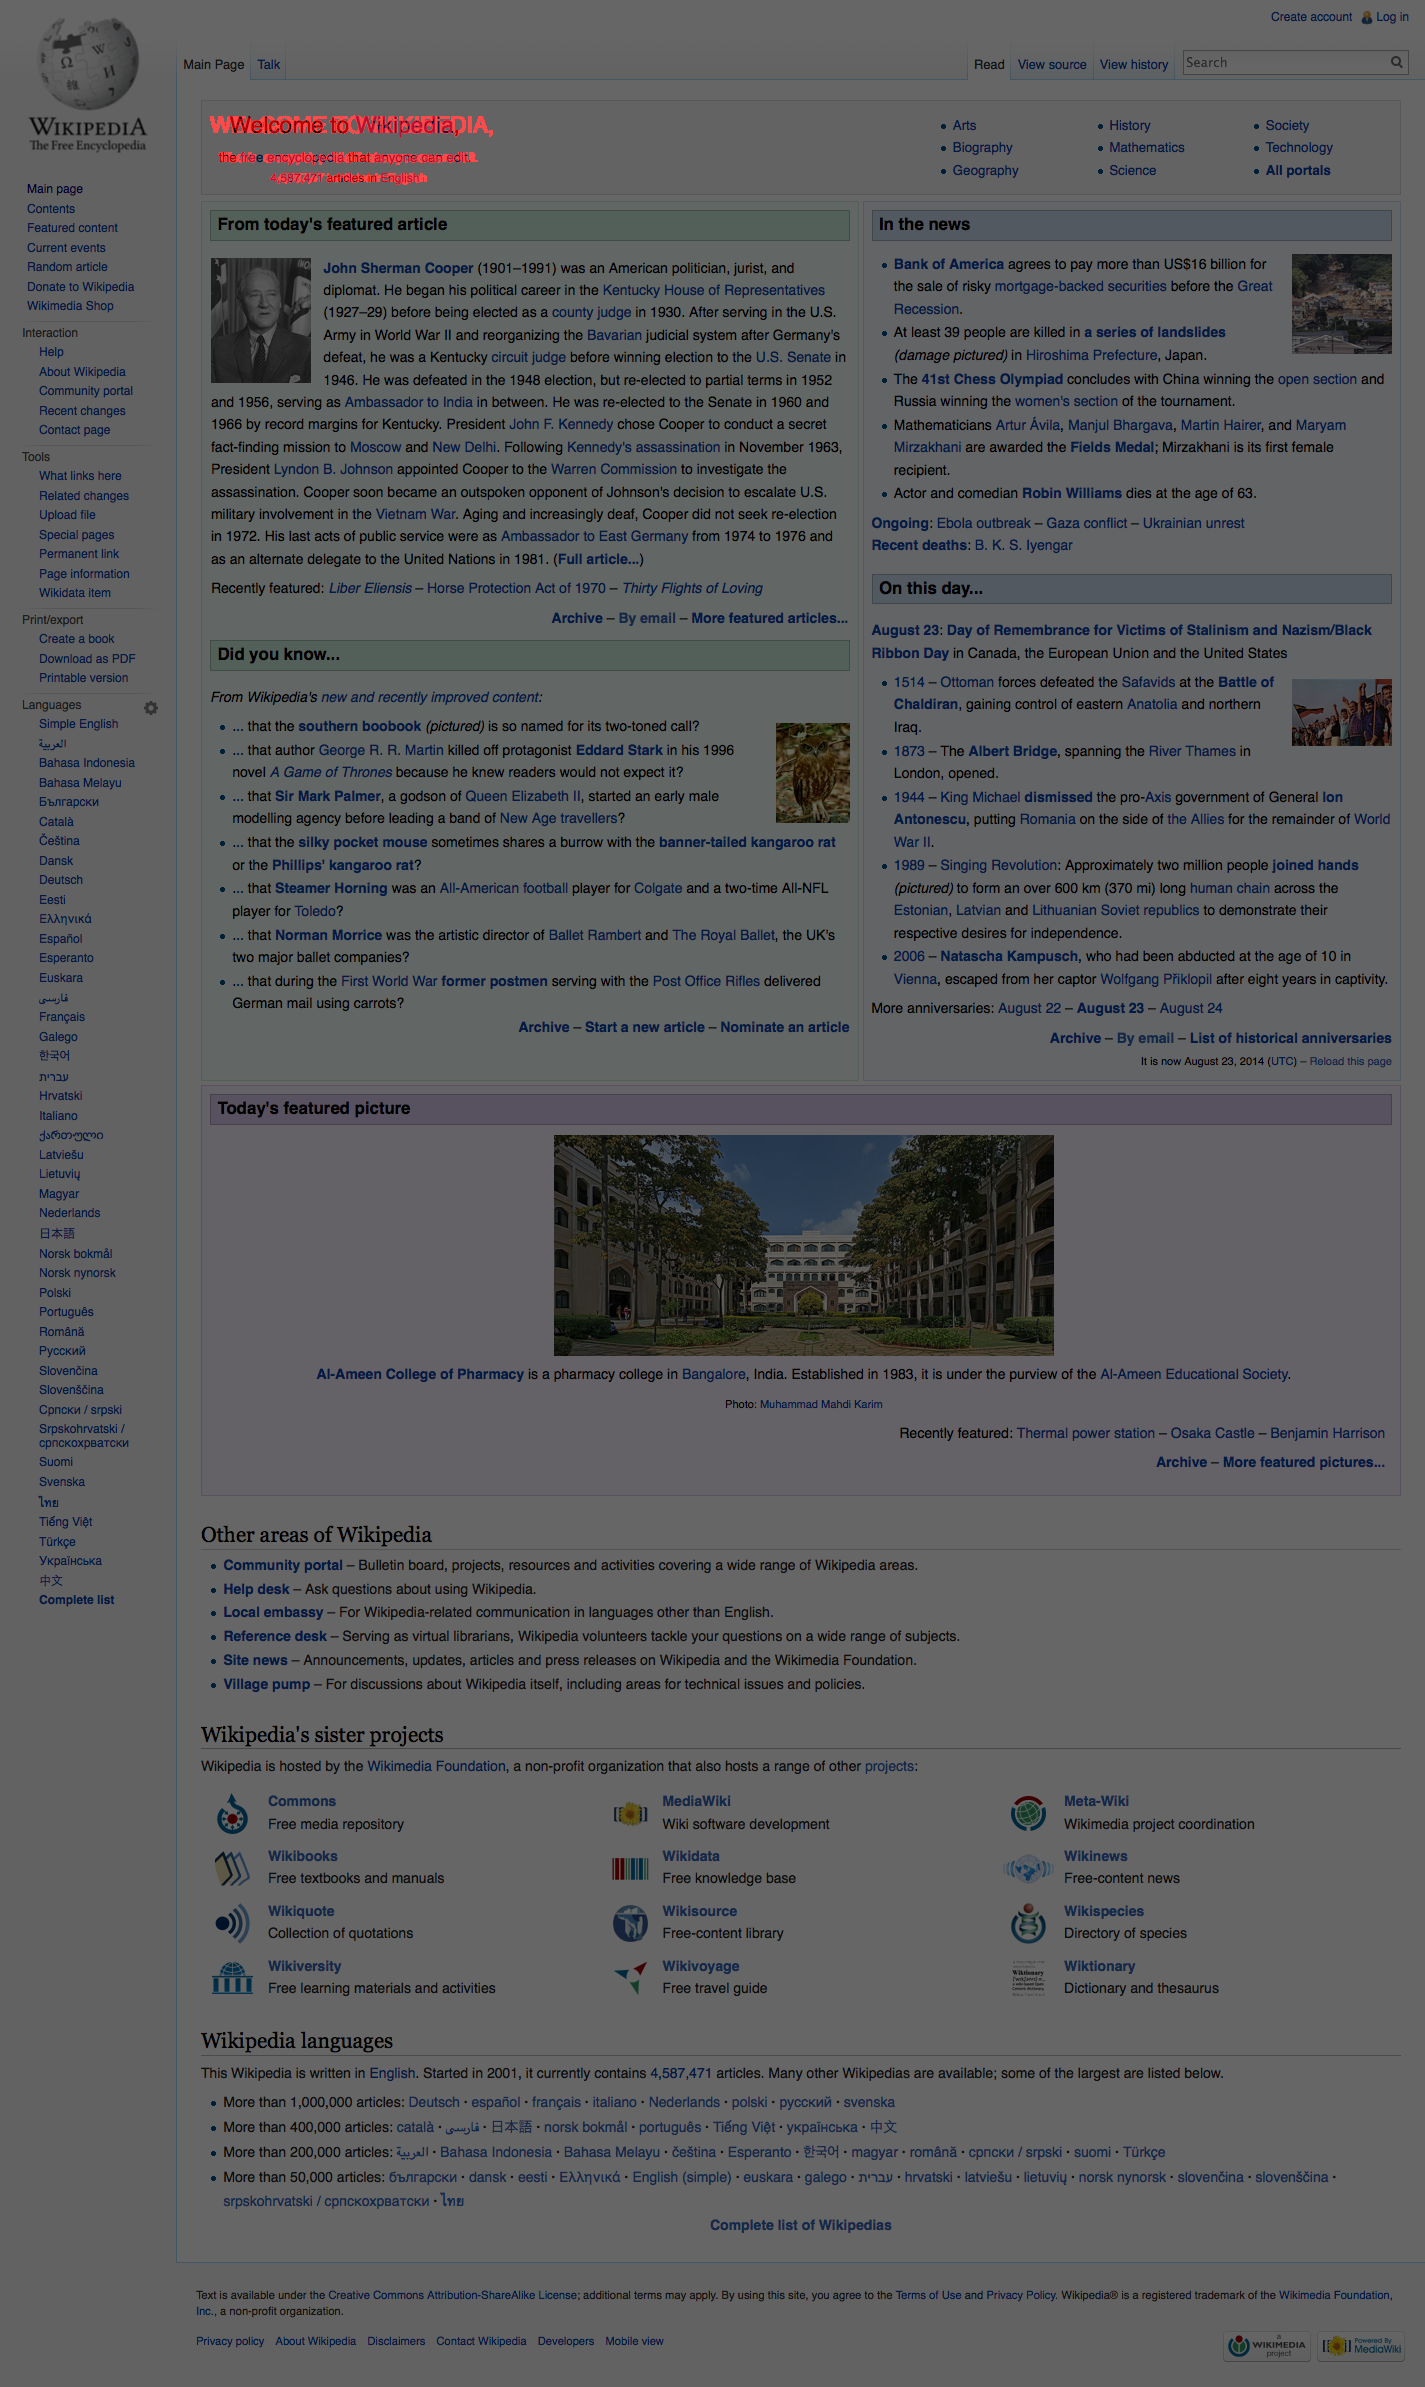 Create account Log in
Main Page Talk Read View source View history Search
WIKIPEDIA
The Free Encyclopedia
Welcome to Wikipedia,
the free encyclopedia that anyone can edit.
4,587,471 articles in English
Arts History Society
Biography Mathematics Technology
Geography Science All portals
Main page
Contents
Featured content
Current events
Random article
Donate to Wikipedia
Wikimedia Shop
Interaction
Help
About Wikipedia
Community portal
Recent changes
Contact page
Tools
What links here
Related changes
Upload file
Special pages
Permanent link
Page information
Wikidata item
Print/export
Create a book
Download as PDF
Printable version
Languages
Simple English
العربية
Bahasa Indonesia
Bahasa Melayu
Български
Català
Čeština
Dansk
Deutsch
Eesti
Ελληνικά
Español
Esperanto
Euskara
فارسی
Français
Galego
한국어
עברית
Hrvatski
Italiano
ქართული
Latviešu
Lietuvių
Magyar
Nederlands
日本語
Norsk bokmål
Norsk nynorsk
Polski
Português
Română
Русский
Slovenčina
Slovenščina
Српски / srpski
Srpskohrvatski /
српскохрватски
Suomi
Svenska
ไทย
Tiếng Việt
Türkçe
Українська
中文
Complete list
From today's featured article
John Sherman Cooper (1901–1991) was an American politician, jurist, and
diplomat. He began his political career in the Kentucky House of Representatives
(1927–29) before being elected as a county judge in 1930. After serving in the U.S.
Army in World War II and reorganizing the Bavarian judicial system after Germany's
defeat, he was a Kentucky circuit judge before winning election to the U.S. Senate in
1946. He was defeated in the 1948 election, but re-elected to partial terms in 1952
and 1956, serving as Ambassador to India in between. He was re-elected to the Senate in 1960 and
1966 by record margins for Kentucky. President John F. Kennedy chose Cooper to conduct a secret
fact-finding mission to Moscow and New Delhi. Following Kennedy's assassination in November 1963,
President Lyndon B. Johnson appointed Cooper to the Warren Commission to investigate the
assassination. Cooper soon became an outspoken opponent of Johnson's decision to escalate U.S.
military involvement in the Vietnam War. Aging and increasingly deaf, Cooper did not seek re-election
in 1972. His last acts of public service were as Ambassador to East Germany from 1974 to 1976 and
as an alternate delegate to the United Nations in 1981. (Full article...)
Recently featured: Liber Eliensis – Horse Protection Act of 1970 – Thirty Flights of Loving
Archive – By email – More featured articles...
Did you know...
From Wikipedia's new and recently improved content:
... that the southern boobook (pictured) is so named for its two-toned call?
... that author George R. R. Martin killed off protagonist Eddard Stark in his 1996
novel A Game of Thrones because he knew readers would not expect it?
... that Sir Mark Palmer, a godson of Queen Elizabeth II, started an early male
modelling agency before leading a band of New Age travellers?
... that the silky pocket mouse sometimes shares a burrow with the banner-tailed kangaroo rat
or the Phillips' kangaroo rat?
... that Steamer Horning was an All-American football player for Colgate and a two-time All-NFL
player for Toledo?
... that Norman Morrice was the artistic director of Ballet Rambert and The Royal Ballet, the UK's
two major ballet companies?
... that during the First World War former postmen serving with the Post Office Rifles delivered
German mail using carrots?
Archive – Start a new article – Nominate an article
In the news
Bank of America agrees to pay more than US$16 billion for
the sale of risky mortgage-backed securities before the Great
Recession.
At least 39 people are killed in a series of landslides
(damage pictured) in Hiroshima Prefecture, Japan.
The 41st Chess Olympiad concludes with China winning the open section and
Russia winning the women's section of the tournament.
Mathematicians Artur Ávila, Manjul Bhargava, Martin Hairer, and Maryam
Mirzakhani are awarded the Fields Medal; Mirzakhani is its first female
recipient.
Actor and comedian Robin Williams dies at the age of 63.
Ongoing: Ebola outbreak – Gaza conflict – Ukrainian unrest
Recent deaths: B. K. S. Iyengar
On this day...
August 23: Day of Remembrance for Victims of Stalinism and Nazism/Black
Ribbon Day in Canada, the European Union and the United States
1514 – Ottoman forces defeated the Safavids at the Battle of
Chaldiran, gaining control of eastern Anatolia and northern
Iraq.
1873 – The Albert Bridge, spanning the River Thames in
London, opened.
1944 – King Michael dismissed the pro-Axis government of General Ion
Antonescu, putting Romania on the side of the Allies for the remainder of World
War II.
1989 – Singing Revolution: Approximately two million people joined hands
(pictured) to form an over 600 km (370 mi) long human chain across the
Estonian, Latvian and Lithuanian Soviet republics to demonstrate their
respective desires for independence.
2006 – Natascha Kampusch, who had been abducted at the age of 10 in
Vienna, escaped from her captor Wolfgang Přiklopil after eight years in captivity.
More anniversaries: August 22 – August 23 – August 24
Archive – By email – List of historical anniversaries
It is now August 23, 2014 (UTC) – Reload this page
Today's featured picture
Al-Ameen College of Pharmacy is a pharmacy college in Bangalore, India. Established in 1983, it is under the purview of the Al-Ameen Educational Society.
Photo: Muhammad Mahdi Karim
Recently featured: Thermal power station – Osaka Castle – Benjamin Harrison
Archive – More featured pictures...
Other areas of Wikipedia
Community portal – Bulletin board, projects, resources and activities covering a wide range of Wikipedia areas.
Help desk – Ask questions about using Wikipedia.
Local embassy – For Wikipedia-related communication in languages other than English.
Reference desk – Serving as virtual librarians, Wikipedia volunteers tackle your questions on a wide range of subjects.
Site news – Announcements, updates, articles and press releases on Wikipedia and the Wikimedia Foundation.
Village pump – For discussions about Wikipedia itself, including areas for technical issues and policies.
Wikipedia's sister projects
Wikipedia is hosted by the Wikimedia Foundation, a non-profit organization that also hosts a range of other projects:
Commons MediaWiki Meta-Wiki
Free media repository Wiki software development Wikimedia project coordination
Wikibooks Wikidata Wikinews
Free textbooks and manuals Free knowledge base Free-content news
Wikiquote Wikisource Wikispecies
Collection of quotations Free-content library Directory of species
Wikiversity Wikivoyage Wiktionary
Free learning materials and activities Free travel guide Dictionary and thesaurus
Wikipedia languages
This Wikipedia is written in English. Started in 2001, it currently contains 4,587,471 articles. Many other Wikipedias are available; some of the largest are listed below.
More than 1,000,000 articles: Deutsch · español · français · italiano · Nederlands · polski · русский · svenska
More than 400,000 articles: català · فارسی · 日本語 · norsk bokmål · português · Tiếng Việt · українська · 中文
More than 200,000 articles: العربية · Bahasa Indonesia · Bahasa Melayu · čeština · Esperanto · 한국어 · magyar · română · српски / srpski · suomi · Türkçe
More than 50,000 articles: български · dansk · eesti · Ελληνικά · English (simple) · euskara · galego · עברית · hrvatski · latviešu · lietuvių · norsk nynorsk · slovenčina · slovenščina ·
srpskohrvatski / српскохрватски · ไทย
Complete list of Wikipedias
Text is available under the Creative Commons Attribution-ShareAlike License; additional terms may apply. By using this site, you agree to the Terms of Use and Privacy Policy. Wikipedia® is a registered trademark of the Wikimedia Foundation,
Inc., a non-profit organization.
Privacy policy About Wikipedia Disclaimers Contact Wikipedia Developers Mobile view
a WIKIMEDIA project Powered By MediaWiki